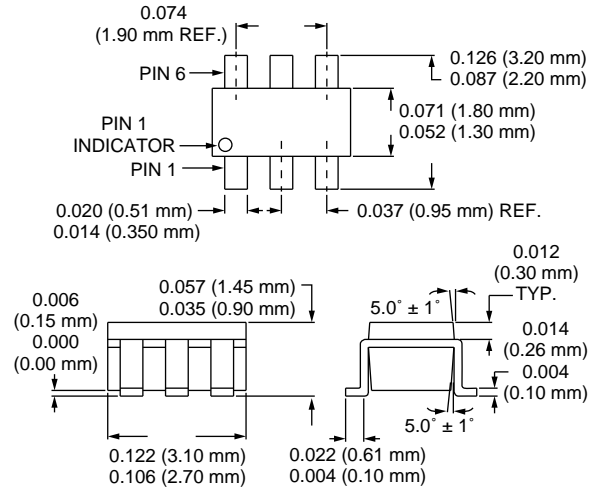 0.074
(1.90 mm REF.)
PIN 6
0.126 (3.20 mm)
0.087 (2.20 mm)
0.071 (1.80 mm)
0.052 (1.30 mm)
PIN 1
INDICATOR
PIN 1
0.020 (0.51 mm)
0.014 (0.350 mm)
0.037 (0.95 mm) REF.
0.006
(0.15 mm)
0.000
(0.00 mm)
0.057 (1.45 mm)
0.035 (0.90 mm)
0.122 (3.10 mm)
0.106 (2.70 mm)
5.0° ± 1°
0.012
(0.30 mm)
TYP.
0.014
(0.26 mm)
0.004
(0.10 mm)
5.0° ± 1°
0.022 (0.61 mm)
0.004 (0.10 mm)